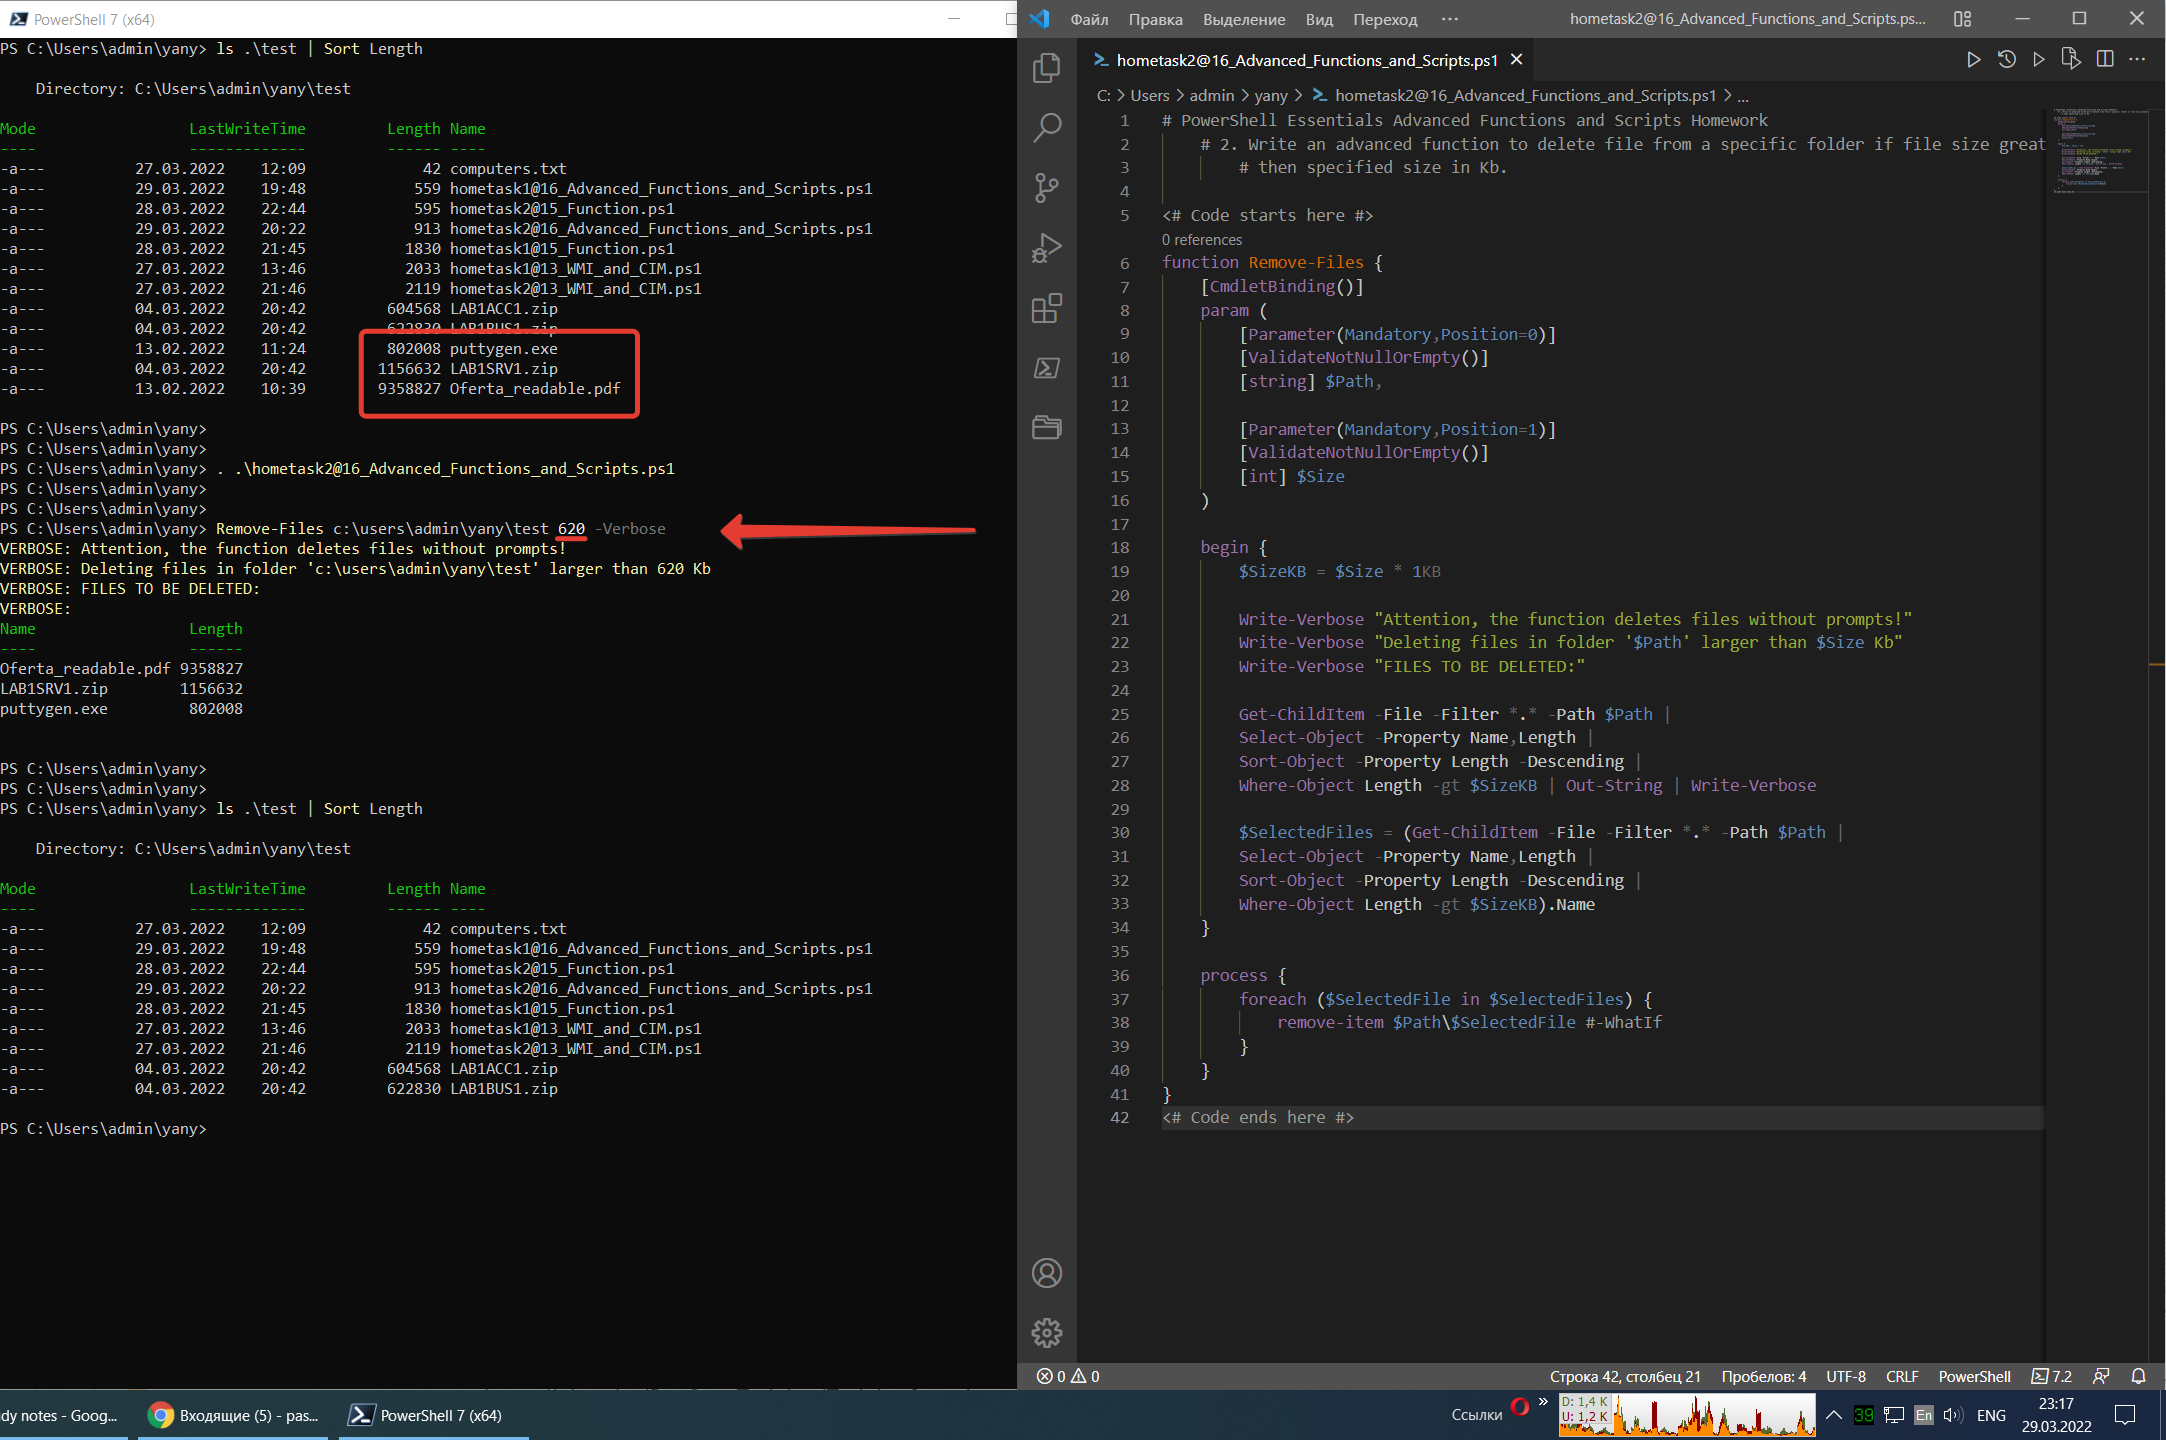 PowerShell 7 (x64)
PS C:\Users\admin\yany> ls .\test | Sort Length
    Directory: C:\Users\admin\yany\test
Mode                 LastWriteTime         Length Name
----                 -------------         ------ ----
-a---          27.03.2022    12:09             42 computers.txt
-a---          29.03.2022    19:48            559 hometask1@16_Advanced_Functions_and_Scripts.ps1
-a---          28.03.2022    22:44            595 hometask2@15_Function.ps1
-a---          29.03.2022    20:22            913 hometask2@16_Advanced_Functions_and_Scripts.ps1
-a---          28.03.2022    21:45           1830 hometask1@15_Function.ps1
-a---          27.03.2022    13:46           2033 hometask1@13_WMI_and_CIM.ps1
-a---          27.03.2022    21:46           2119 hometask2@13_WMI_and_CIM.ps1
-a---          04.03.2022    20:42         604568 LAB1ACC1.zip
-a---          04.03.2022    20:42         622830 LAB1BUS1.zip
-a---          13.02.2022    11:24         802008 puttygen.exe
-a---          04.03.2022    20:42        1156632 LAB1SRV1.zip
-a---          13.02.2022    10:39        9358827 Oferta_readable.pdf
PS C:\Users\admin\yany>
PS C:\Users\admin\yany>
PS C:\Users\admin\yany> . .\hometask2@16_Advanced_Functions_and_Scripts.ps1
PS C:\Users\admin\yany>
PS C:\Users\admin\yany>
PS C:\Users\admin\yany> Remove-Files c:\users\admin\yany\test 620 -Verbose
VERBOSE: Attention, the function deletes files without prompts!
VERBOSE: Deleting files in folder 'c:\users\admin\yany\test' larger than 620 Kb
VERBOSE: FILES TO BE DELETED:
VERBOSE:
Name                 Length
----                 ------
Oferta_readable.pdf 9358827
LAB1SRV1.zip        1156632
puttygen.exe         802008
PS C:\Users\admin\yany>
PS C:\Users\admin\yany>
PS C:\Users\admin\yany> ls .\test | Sort Length
    Directory: C:\Users\admin\yany\test
Mode                 LastWriteTime         Length Name
----                 -------------         ------ ----
-a---          27.03.2022    12:09             42 computers.txt
-a---          29.03.2022    19:48            559 hometask1@16_Advanced_Functions_and_Scripts.ps1
-a---          28.03.2022    22:44            595 hometask2@15_Function.ps1
-a---          29.03.2022    20:22            913 hometask2@16_Advanced_Functions_and_Scripts.ps1
-a---          28.03.2022    21:45           1830 hometask1@15_Function.ps1
-a---          27.03.2022    13:46           2033 hometask1@13_WMI_and_CIM.ps1
-a---          27.03.2022    21:46           2119 hometask2@13_WMI_and_CIM.ps1
-a---          04.03.2022    20:42         604568 LAB1ACC1.zip
-a---          04.03.2022    20:42         622830 LAB1BUS1.zip
PS C:\Users\admin\yany>
Файл Правка Выделение Вид Переход ··· hometask2@16_Advanced_Functions_and_Scripts.ps...
hometask2@16_Advanced_Functions_and_Scripts.ps1
C: > Users > admin > yany > hometask2@16_Advanced_Functions_and_Scripts.ps1 > ...
1 # PowerShell Essentials Advanced Functions and Scripts Homework
2     # 2. Write an advanced function to delete file from a specific folder if file size great
3         # then specified size in Kb.
4
5 <# Code starts here #>
0 references
6 function Remove-Files {
7     [CmdletBinding()]
8     param (
9         [Parameter(Mandatory,Position=0)]
10         [ValidateNotNullOrEmpty()]
11         [string] $Path,
12
13         [Parameter(Mandatory,Position=1)]
14         [ValidateNotNullOrEmpty()]
15         [int] $Size
16     )
17
18     begin {
19         $SizeKB = $Size * 1KB
20
21         Write-Verbose "Attention, the function deletes files without prompts!"
22         Write-Verbose "Deleting files in folder '$Path' larger than $Size Kb"
23         Write-Verbose "FILES TO BE DELETED:"
24
25         Get-ChildItem -File -Filter *.* -Path $Path |
26         Select-Object -Property Name,Length |
27         Sort-Object -Property Length -Descending |
28         Where-Object Length -gt $SizeKB | Out-String | Write-Verbose
29
30         $SelectedFiles = (Get-ChildItem -File -Filter *.* -Path $Path |
31         Select-Object -Property Name,Length |
32         Sort-Object -Property Length -Descending |
33         Where-Object Length -gt $SizeKB).Name
34     }
35
36     process {
37         foreach ($SelectedFile in $SelectedFiles) {
38             remove-item $Path\$SelectedFile #-WhatIf
39         }
40     }
41 }
42 <# Code ends here #>
0 0 Строка 42, столбец 21 Пробелов: 4 UTF-8 CRLF PowerShell 7.2
dy notes - Goog... Входящие (5) - pas... PowerShell 7 (x64) Ссылки » D: 1,4 K 39 En ENG 23:17
U: 1,2 K 29.03.2022